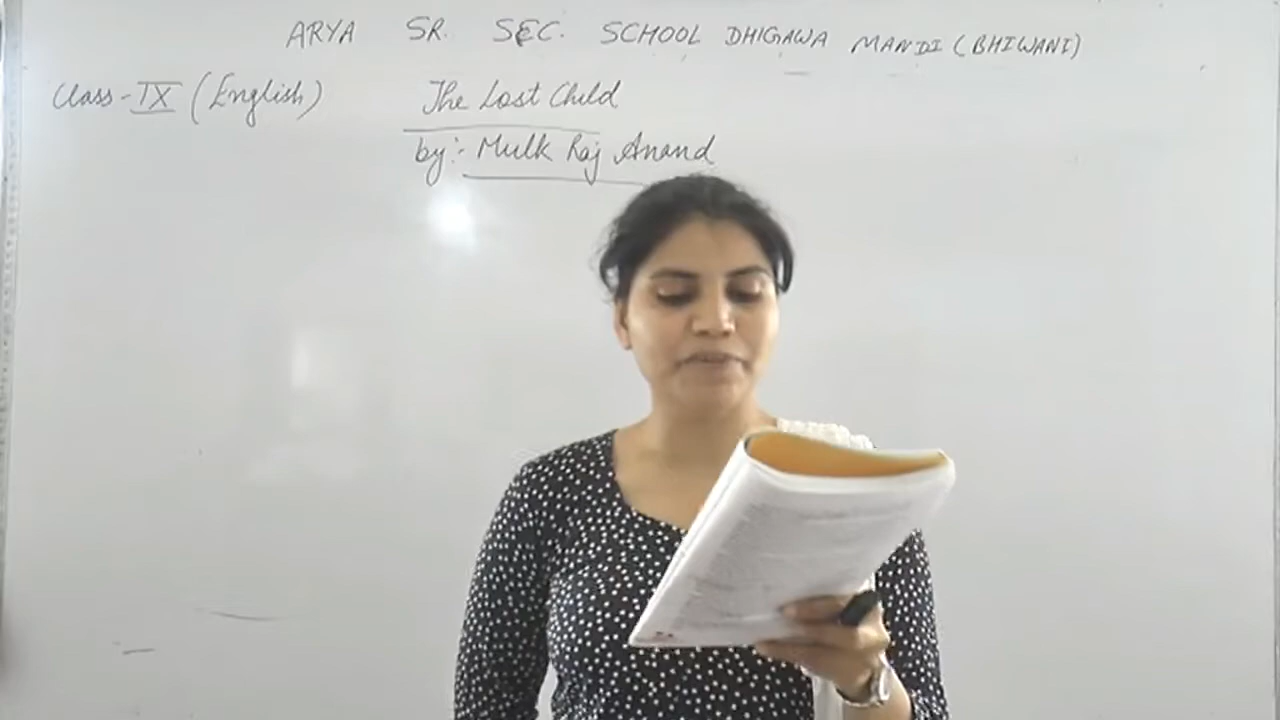 ARYA SR. SEC. SCHOOL DHIGAWA MANDI (BHIWANI)
Class - IX (English)
The Lost Child
by:- Mulk Raj Anand